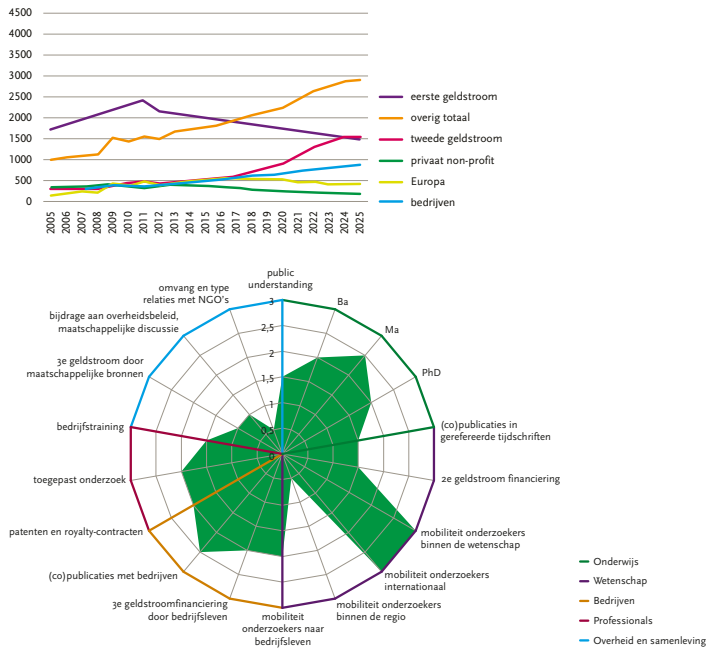 4500
4000
3500
3000
2500
2000
1500
1000
500
0
2005
2006
2007
2008
2009
2010
2011
2012
2013
2014
2015
2016
2017
2018
2019
2020
2021
2022
2023
2024
2025
eerste geldstroom
overig totaal
tweede geldstroom
privaat non-profit
Europa
bedrijven
public
understanding
Ba
Ma
PhD
(co)publicaties in
gerefereerde tijdschriften
2e geldstroom financiering
mobiliteit onderzoekers
binnen de wetenschap
mobiliteit onderzoekers
internationaal
mobiliteit onderzoekers
binnen de regio
mobiliteit
onderzoekers naar
bedrijfsleven
3e geldstroomfinanciering
door bedrijfsleven
(co)publicaties met bedrijven
patenten en royalty-contracten
toegepast onderzoek
bedrijfstraining
3e geldstroom door
maatschappelijke bronnen
bijdrage aan overheidsbeleid,
maatschappelijke discussie
omvang en type
relaties met NGO's
3
2,5
2
1,5
1
0,5
0
Onderwijs
Wetenschap
Bedrijven
Professionals
Overheid en samenleving